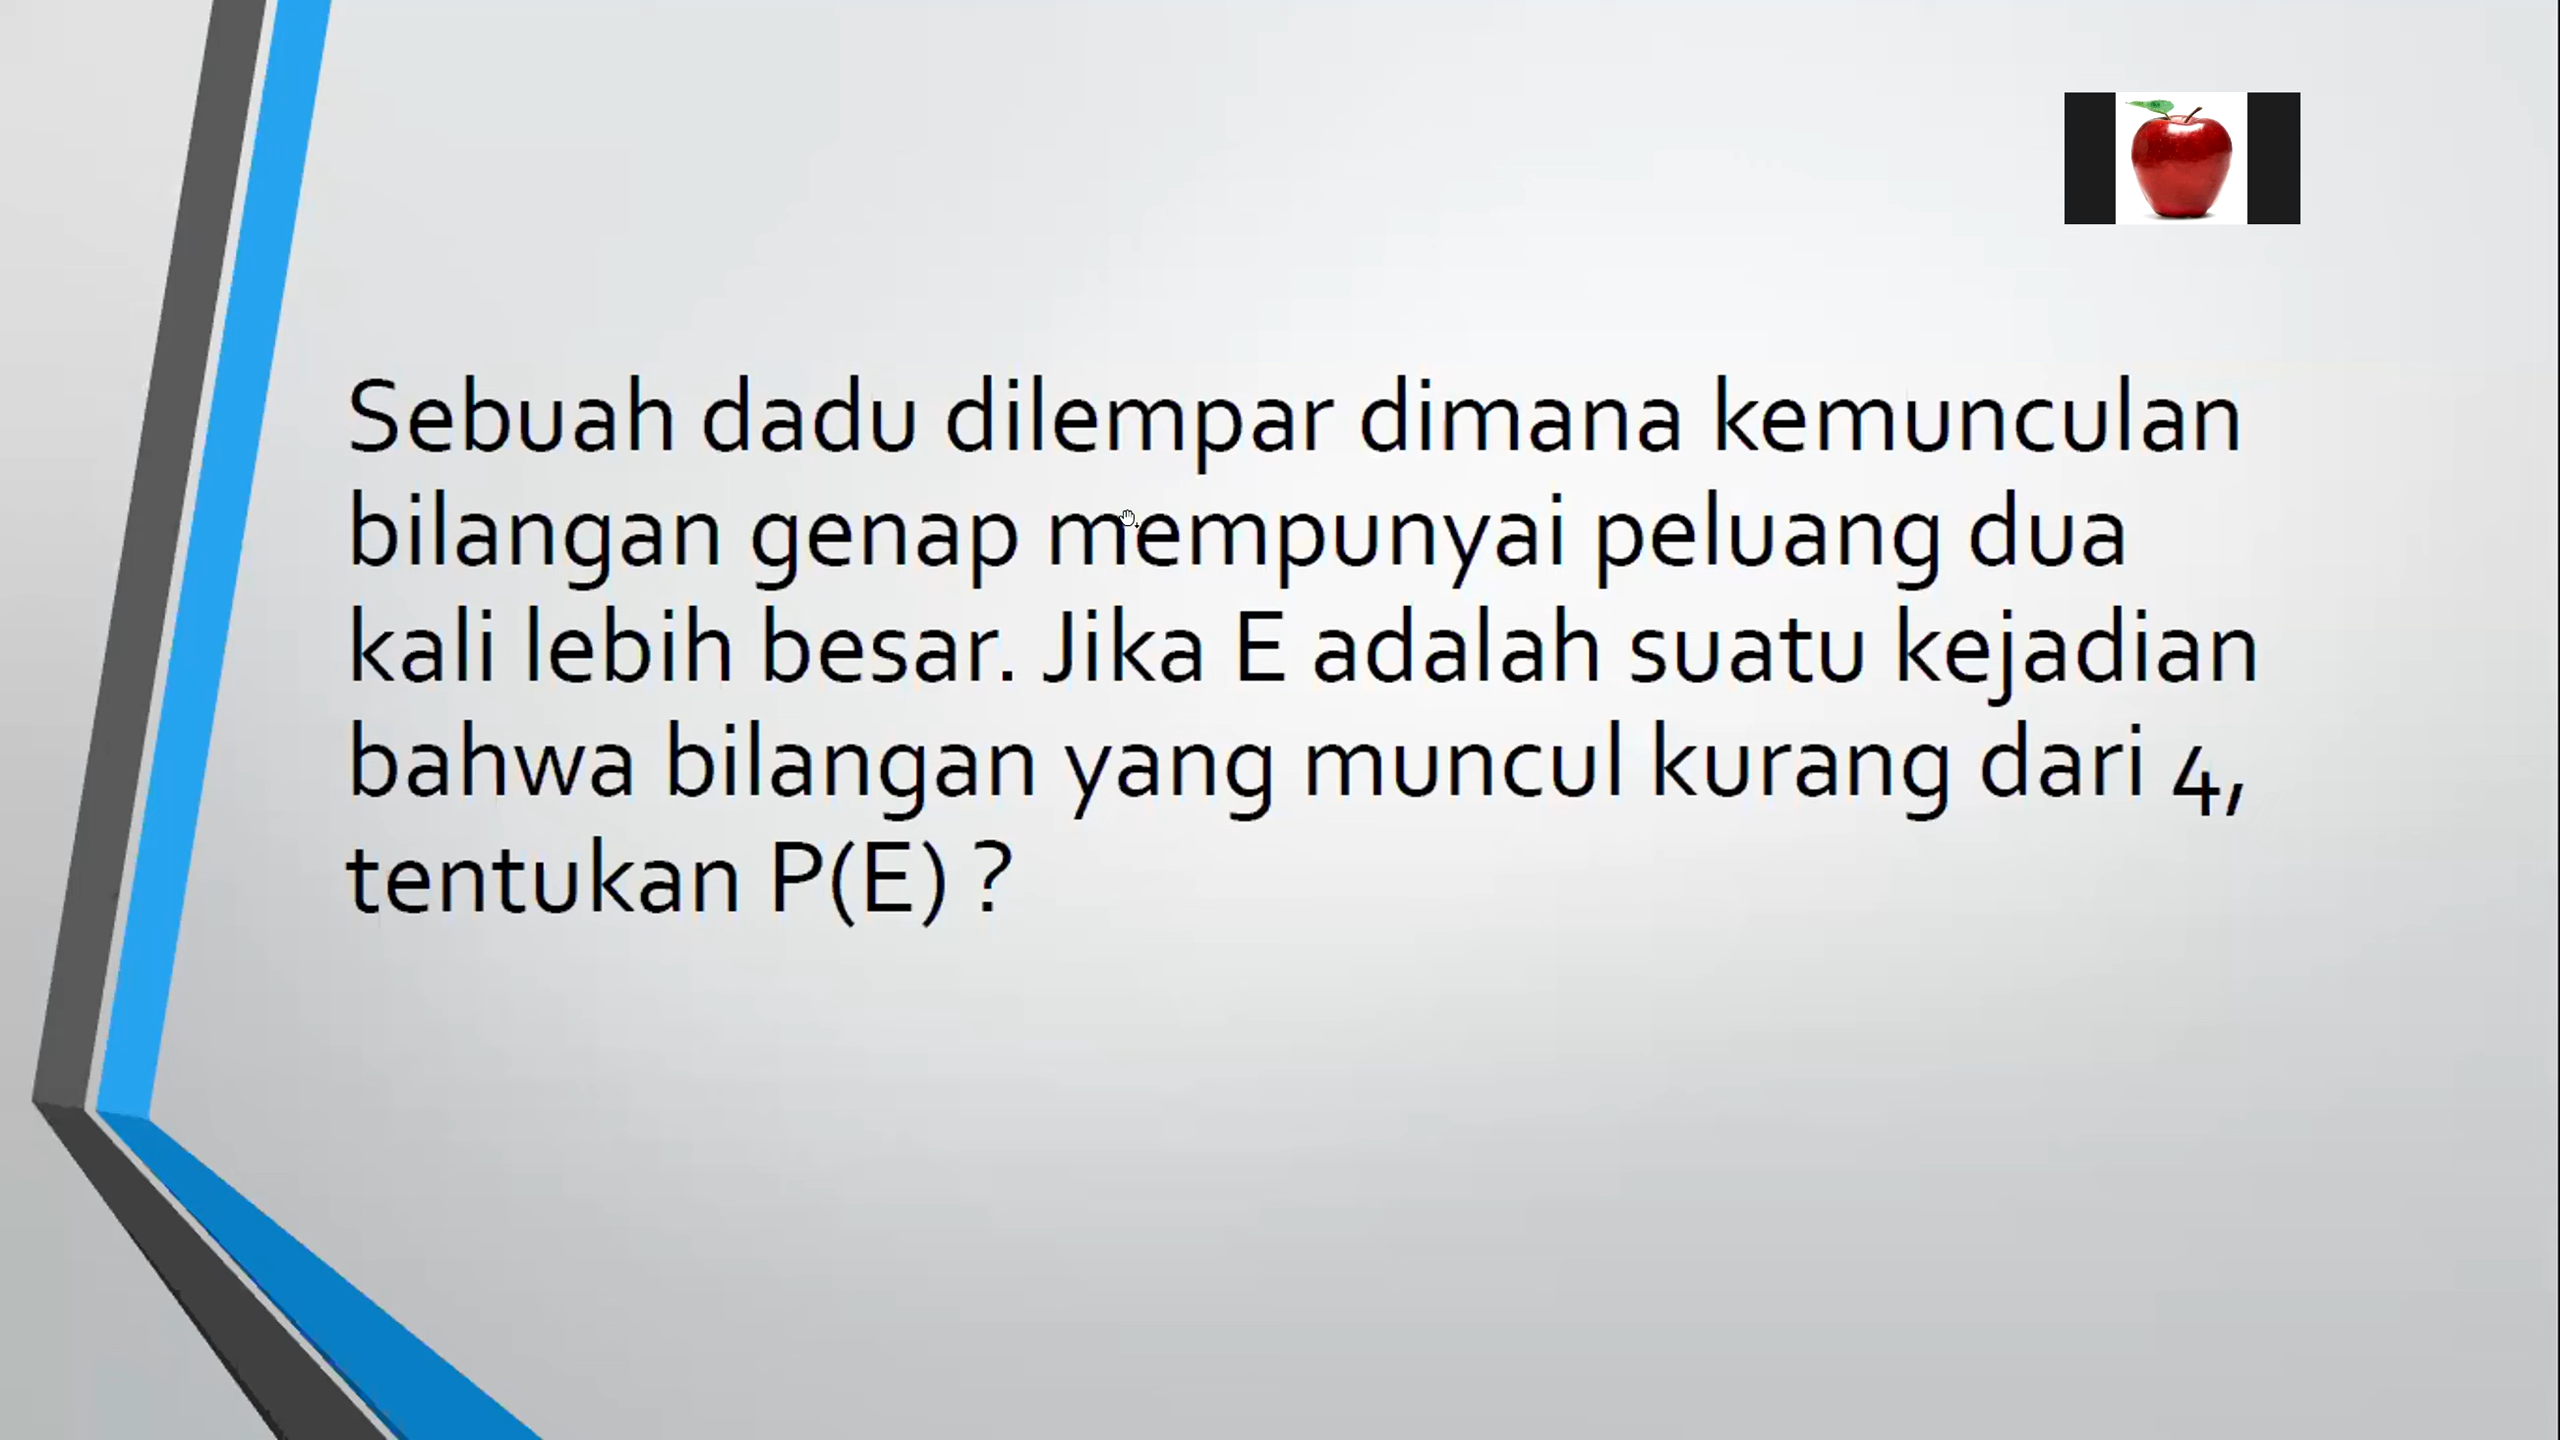 Sebuah dadu dilempar dimana kemunculan
bilangan genap mempunyai peluang dua
kali lebih besar. Jika E adalah suatu kejadian
bahwa bilangan yang muncul kurang dari 4,
tentukan P(E) ?